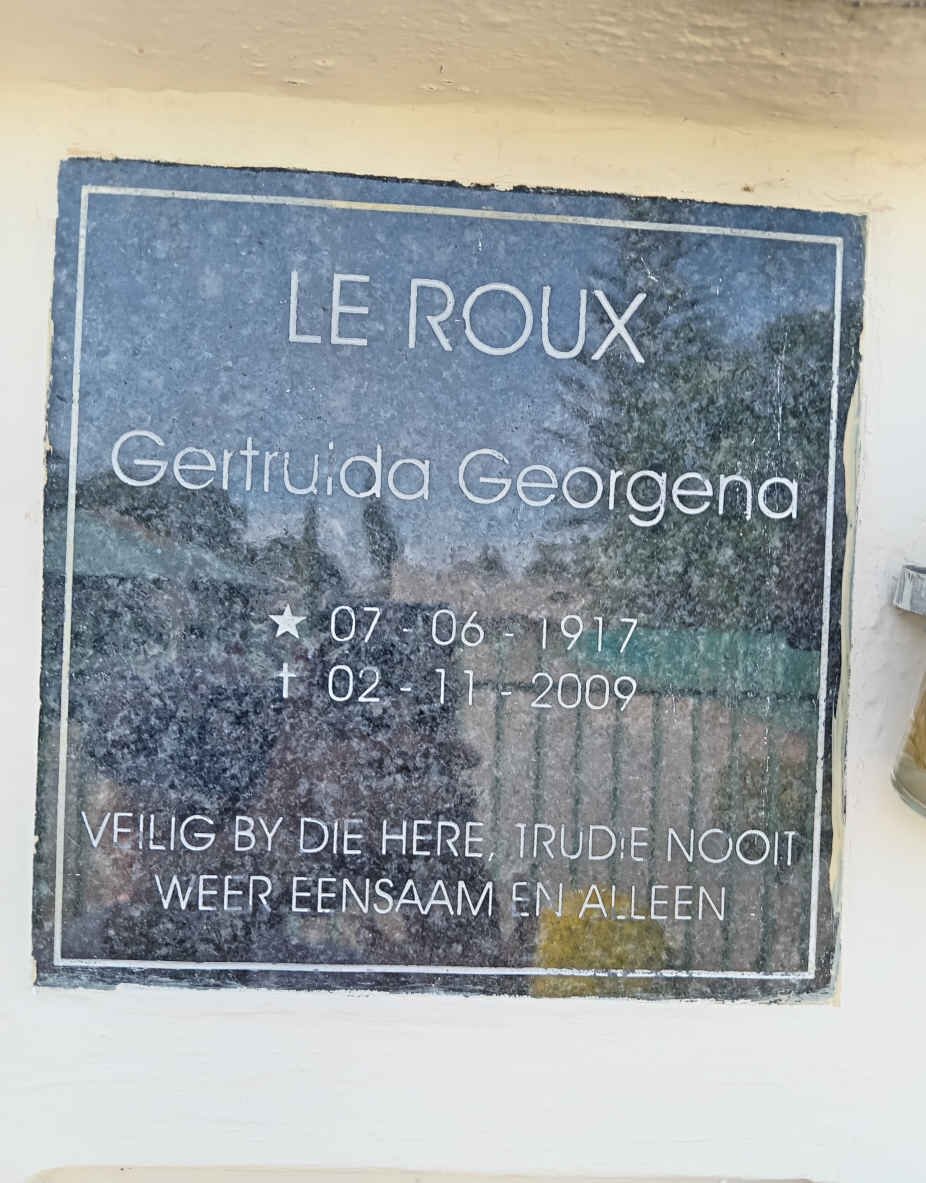 LE ROUX
Gertruida Georgena
★ 07 - 06 - 1917
† 02 - 11 - 2009
VEILIG BY DIE HERE, TRUDIE NOOIT
WEER EENSAAM EN ALLEEN